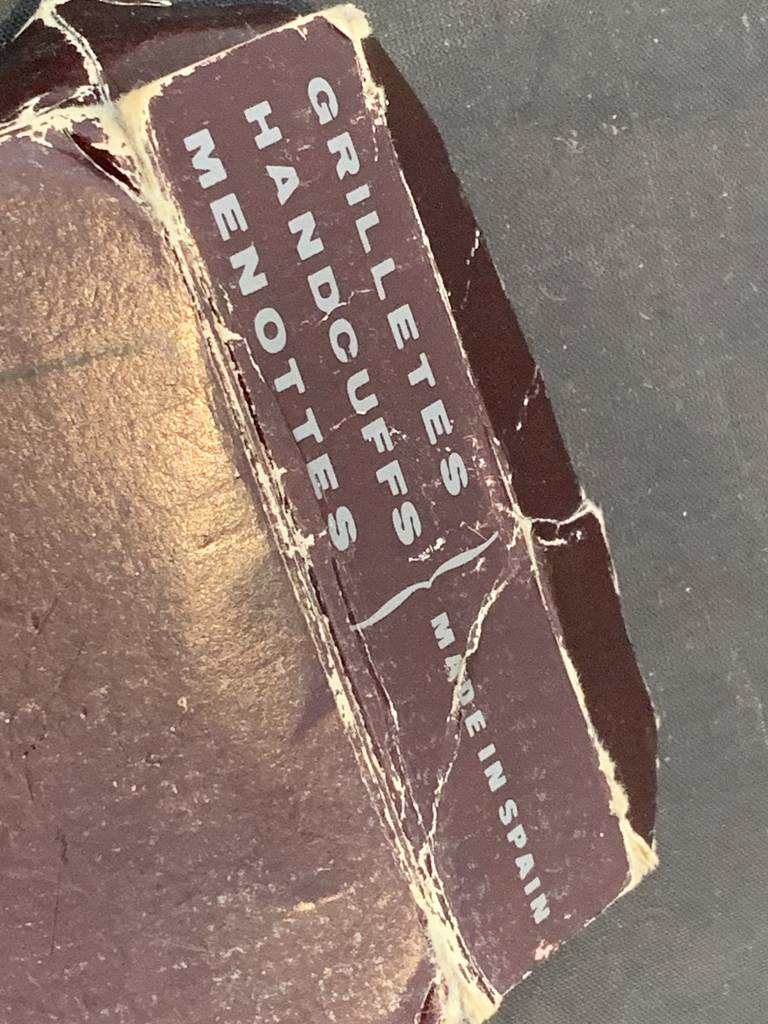 GRILLETES
HANDCUFFS
MENOTTES
MADE IN SPAIN